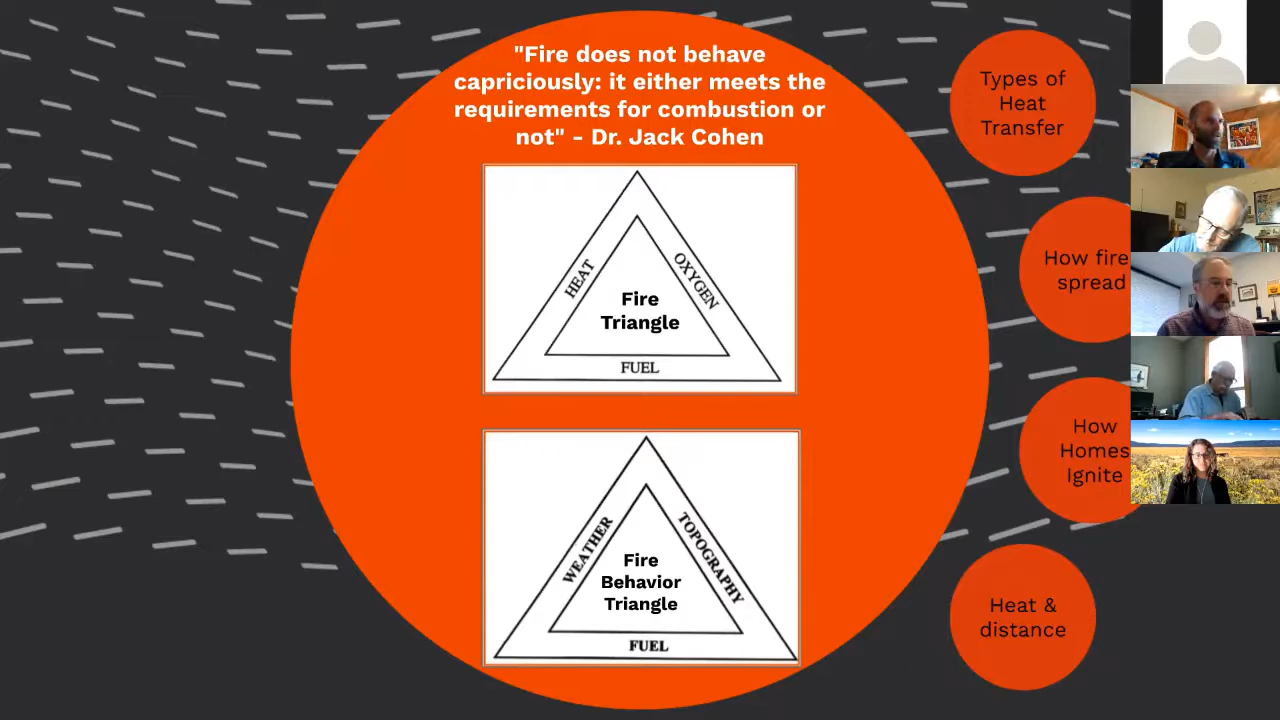 "Fire does not behave
capriciously: it either meets the
requirements for combustion or
not" - Dr. Jack Cohen
HEAT
OXYGEN
Fire
Triangle
FUEL
WEATHER
TOPOGRAPHY
Fire
Behavior
Triangle
FUEL
Types of
Heat
Transfer
How fire
spread
How
Homes
Ignite
Heat &
distance